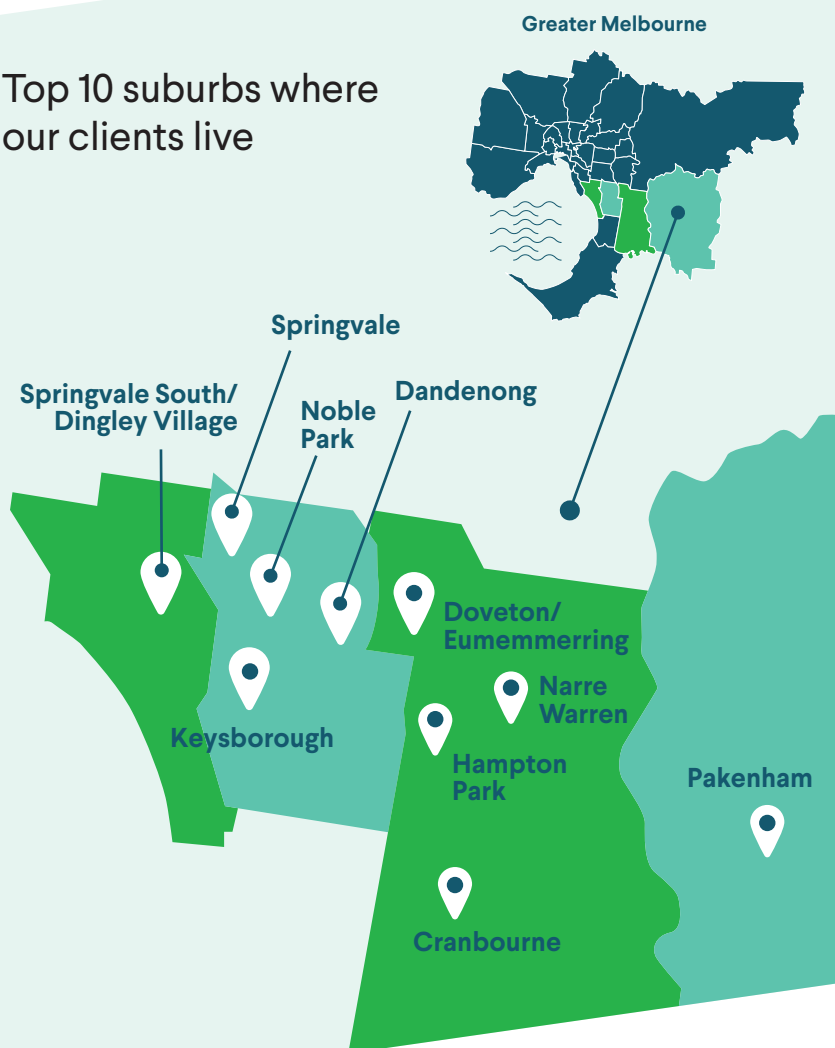 Greater Melbourne
Top 10 suburbs where
our clients live
Springvale
Springvale South/
Dingley Village
Noble
Park
Dandenong
Doveton/
Eumemmerring
Narre
Warren
Keysborough
Hampton
Park
Pakenham
Cranbourne